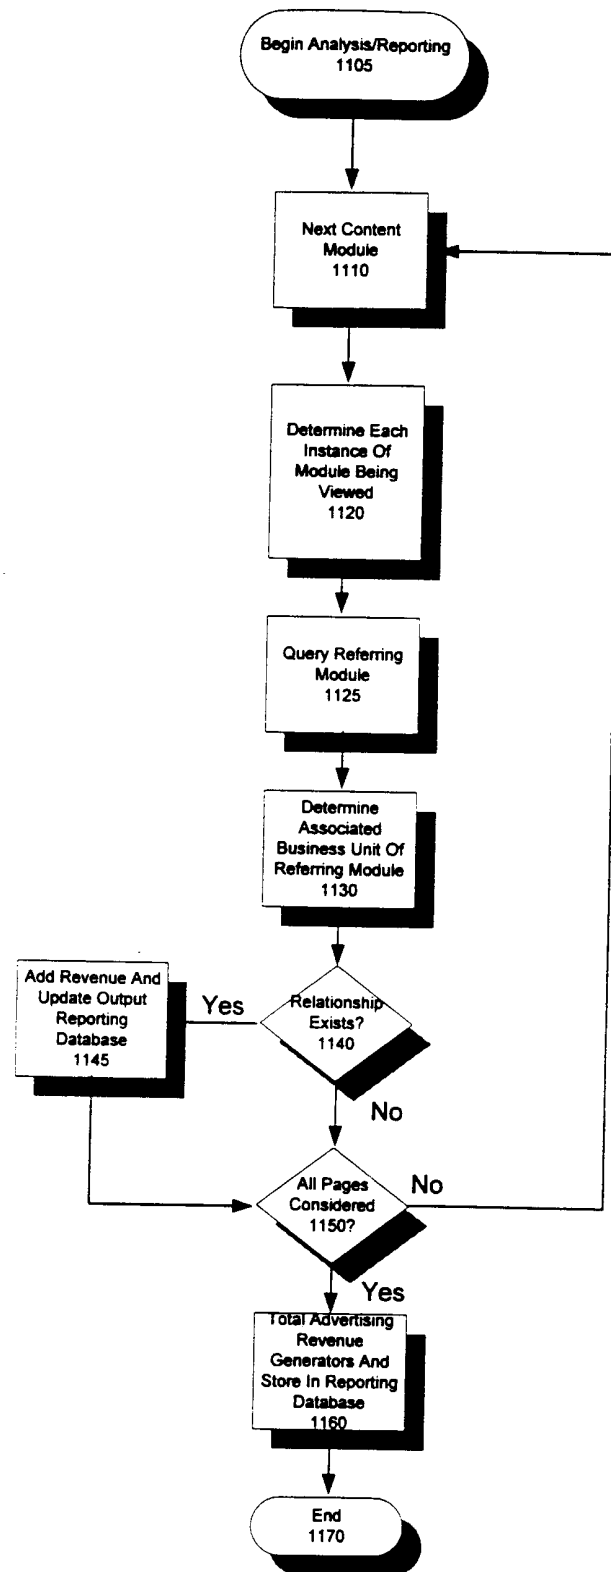 Begin Analysis/Reporting
1105
Next Content
Module
1110
Determine Each
Instance Of
Module Being
Viewed
1120
Query Referring
Module
1125
Determine
Associated
Business Unit Of
Referring Module
1130
Relationship
Exists?
1140
Yes
Add Revenue And
Update Output
Reporting
Database
1145
No
All Pages
Considered
1150?
No
Yes
Total Advertising
Revenue
Generators And
Store In Reporting
Database
1160
End
1170